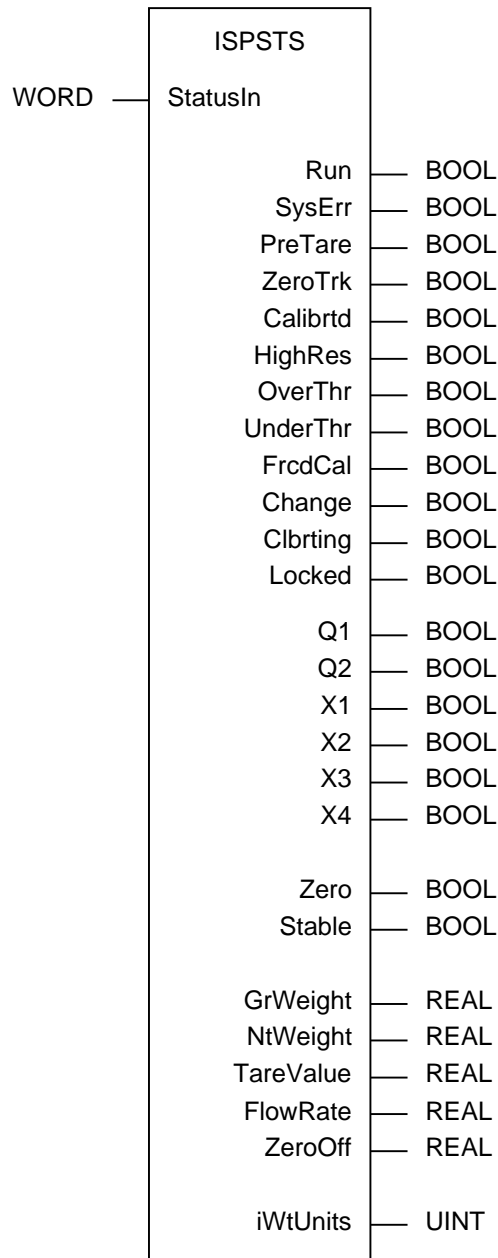 ISPSTS
WORD StatusIn
Run BOOL
SysErr BOOL
PreTare BOOL
ZeroTrk BOOL
Calibrtd BOOL
HighRes BOOL
OverThr BOOL
UnderThr BOOL
FrcdCal BOOL
Change BOOL
Clbrting BOOL
Locked BOOL
Q1 BOOL
Q2 BOOL
X1 BOOL
X2 BOOL
X3 BOOL
X4 BOOL
Zero BOOL
Stable BOOL
GrWeight REAL
NtWeight REAL
TareValue REAL
FlowRate REAL
ZeroOff REAL
iWtUnits UINT